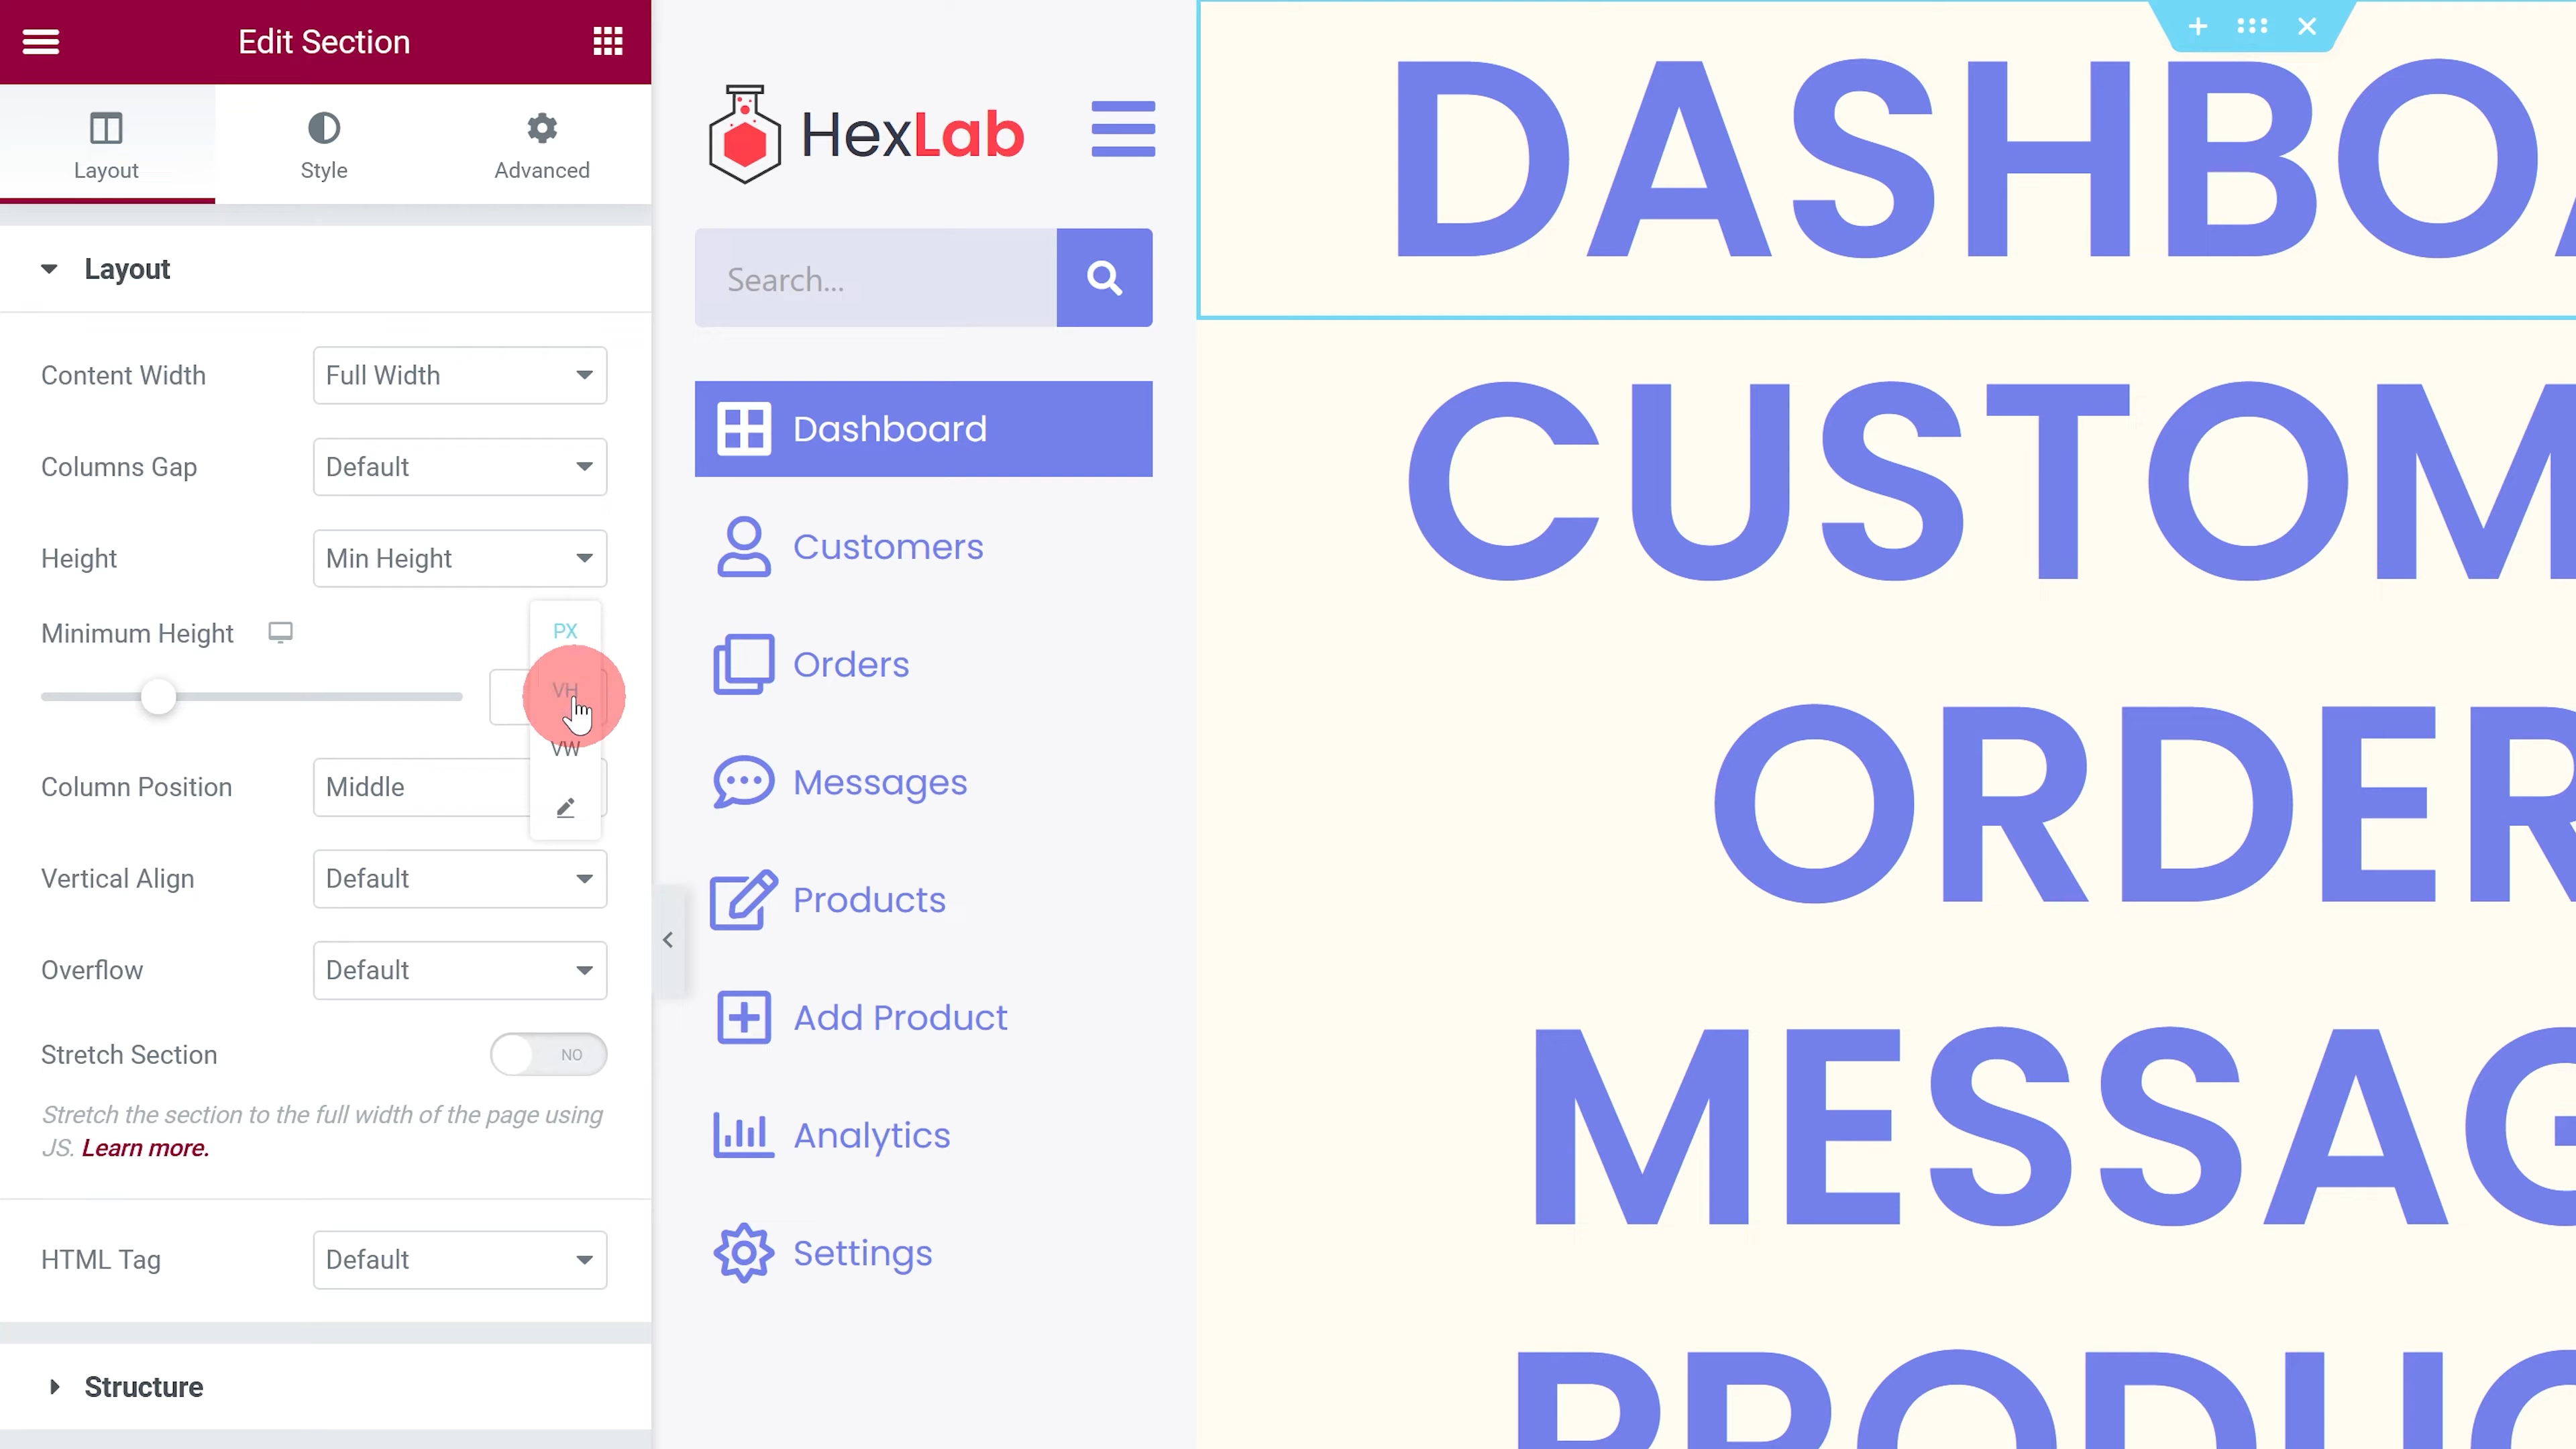 Edit Section
Layout
Style
Advanced
Layout
Content Width
Full Width
Columns Gap
Default
Height
Min Height
Minimum Height
PX
VH
VW
Column Position
Middle
Vertical Align
Default
Overflow
Default
Stretch Section
NO
Stretch the section to the full width of the page using
JS. Learn more.
HTML Tag
Default
Structure
HexLab
Search...
Dashboard
Customers
Orders
Messages
Products
Add Product
Analytics
Settings
DASHBOA
CUSTOM
ORDER
MESSAG
PRODUC